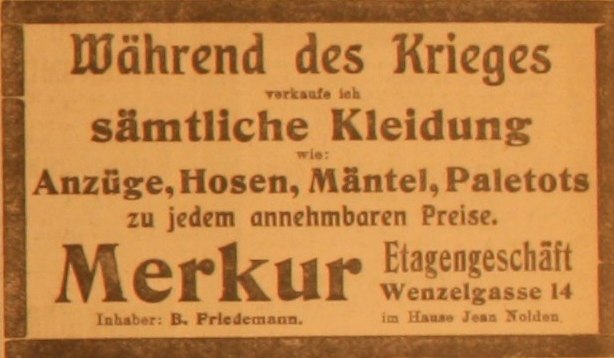 Während des Krieges
verkaufe ich
sämtliche Kleidung
wie:
Anzüge, Hosen, Mäntel, Paletots
zu jedem annehmbaren Preise.
Merkur Etagengeschäft
Wenzelgasse 14
Inhaber: B. Friedemann. im Hause Jean Nolden